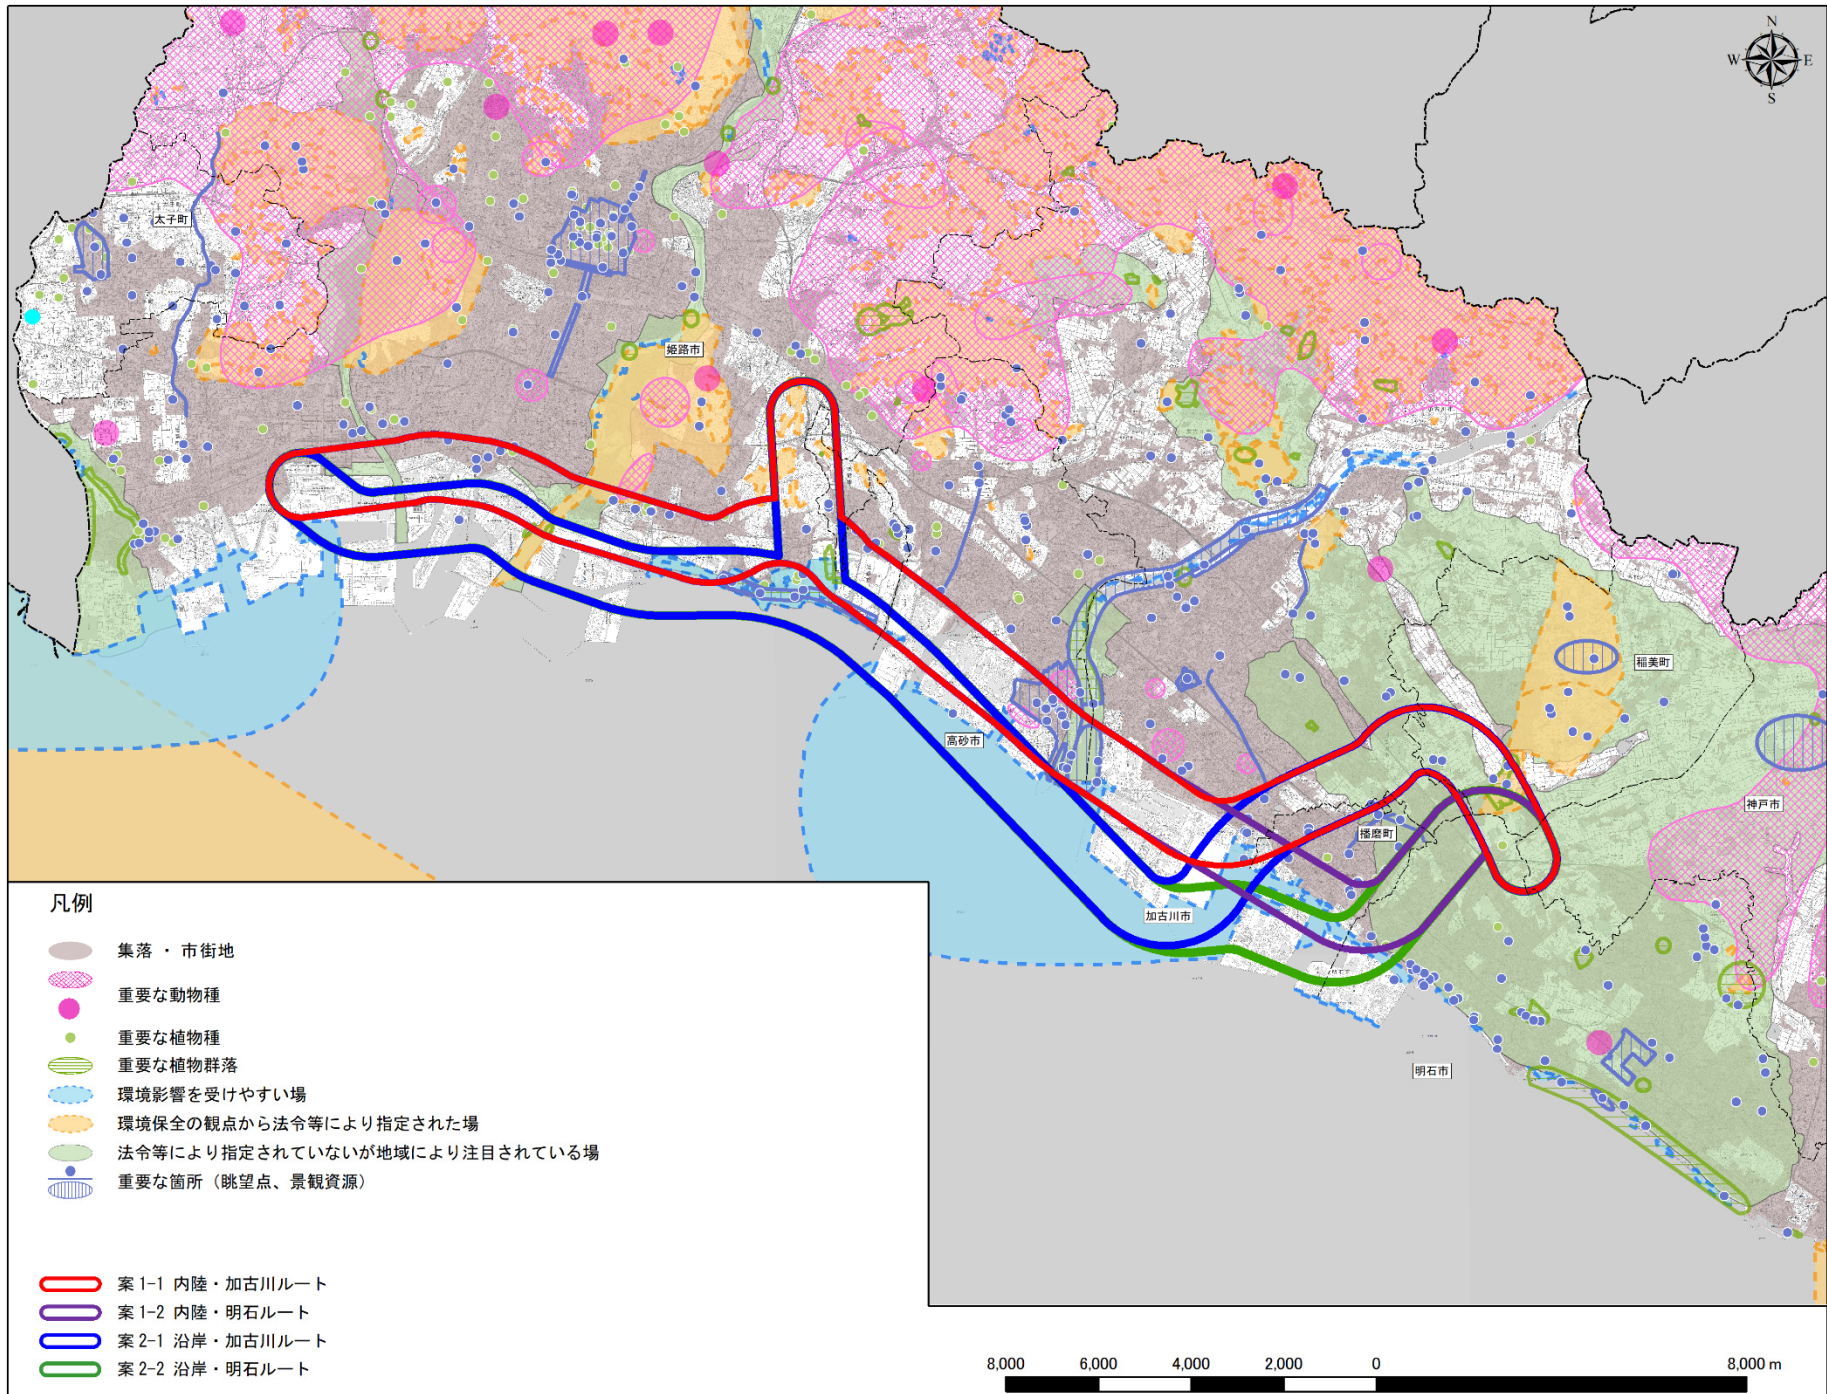 N
W E
S
太子町
姫路市
稲美町
高砂市
神戸市
播磨町
加古川市
明石市
凡例
集落 ・ 市街地
重要な動物種
重要な植物種
重要な植物群落
環境影響を受けやすい場
環境保全の観点から法令等により指定された場
法令等により指定されていないが地域により注目されている場
重要な箇所（眺望点、景観資源）
案 1-1 内陸・加古川ルート
案 1-2 内陸・明石ルート
案 2-1 沿岸・加古川ルート
案 2-2 沿岸・明石ルート
8,000 6,000 4,000 2,000 0 8,000 m